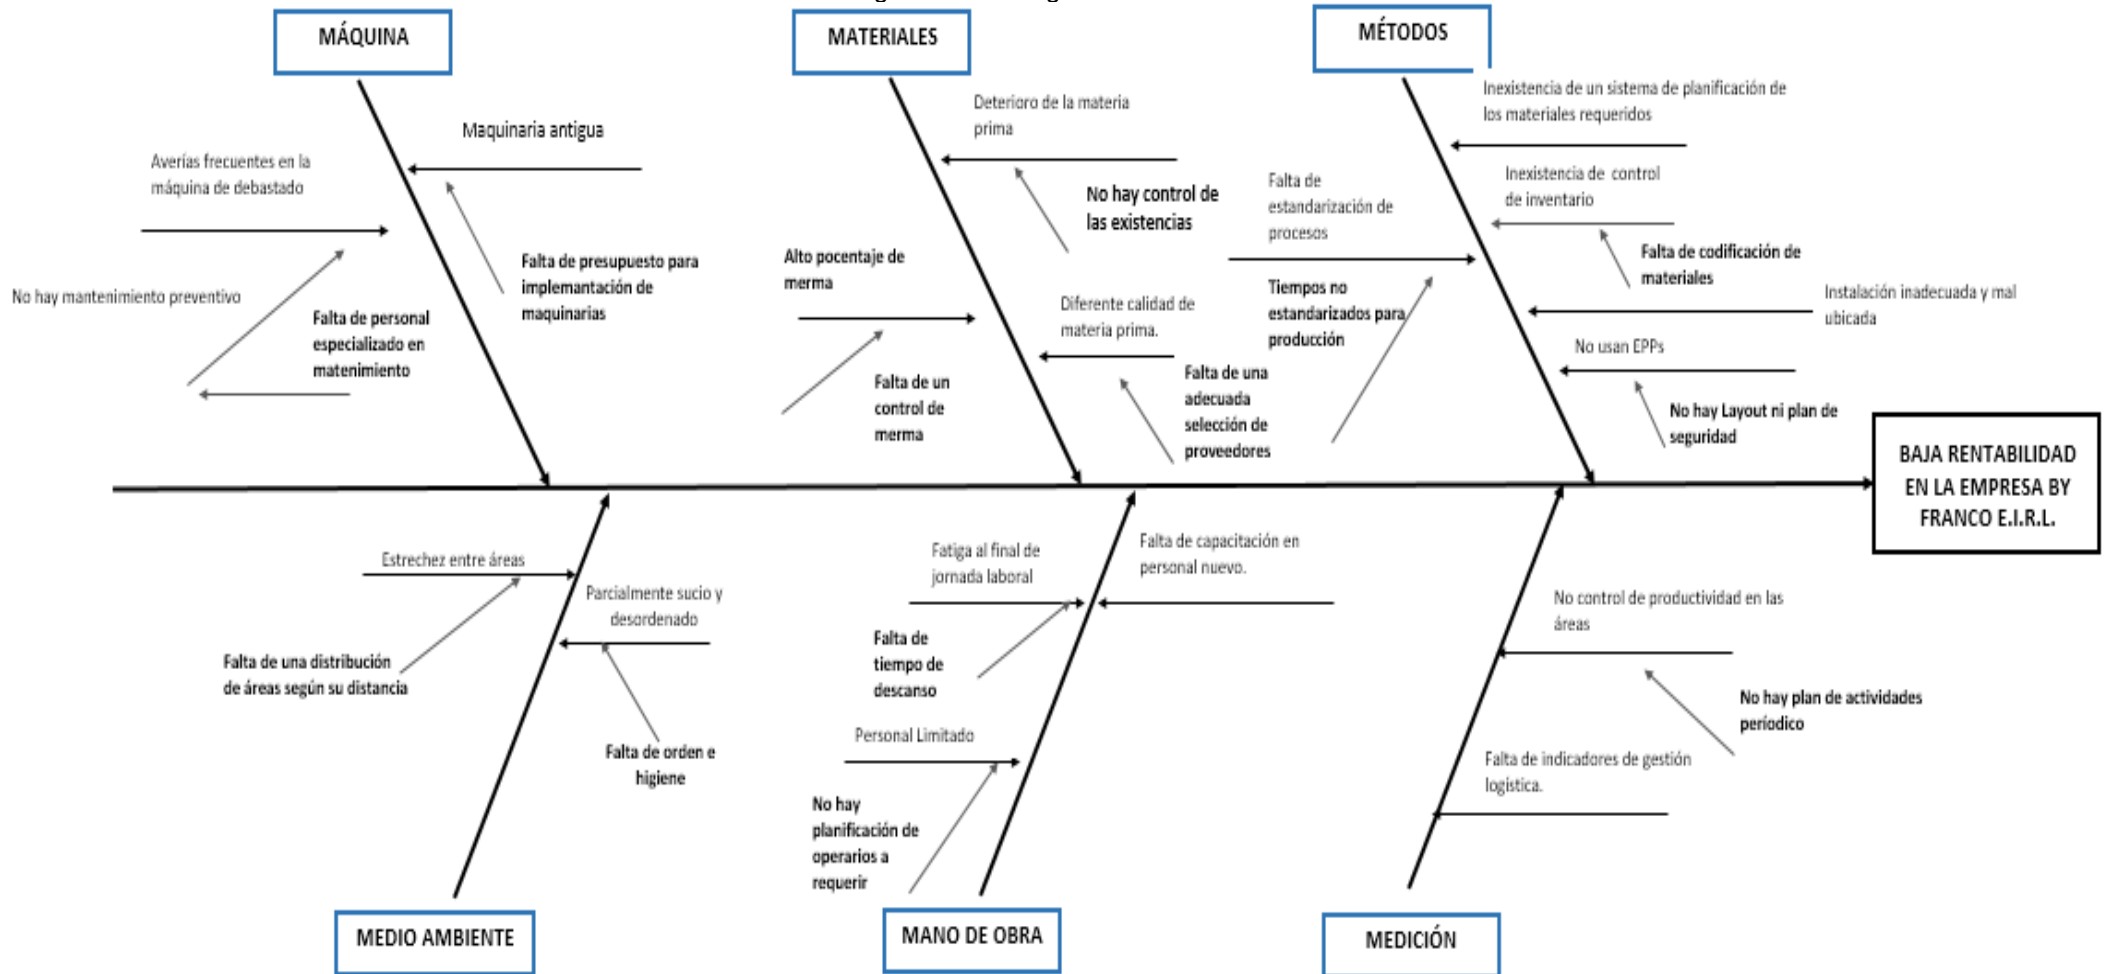 MÁQUINA
MATERIALES
MÉTODOS
Averías frecuentes en la
máquina de debastado
Maquinaria antigua
No hay mantenimiento preventivo
Falta de personal
especializado en
matenimiento
Falta de presupuesto para
implemantación de
maquinarias
Deterioro de la materia
prima
No hay control de
las existencias
Alto pocentaje de
merma
Falta de un
control de
merma
Diferente calidad de
materia prima.
Falta de una
adecuada
selección de
proveedores
Inexistencia de un sistema de planificación de
los materiales requeridos
Falta de
estandarización de
procesos
Tiempos no
estandarizados para
producción
Inexistencia de control
de inventario
Falta de codificación de
materiales
Instalación inadecuada y mal
ubicada
No usan EPPs
No hay Layout ni plan de
seguridad
BAJA RENTABILIDAD
EN LA EMPRESA BY
FRANCO E.I.R.L.
Estrechez entre áreas
Parcialmente sucio y
desordenado
Falta de una distribución
de áreas según su distancia
Falta de orden e
higiene
Fatiga al final de
jornada laboral
Falta de capacitación en
personal nuevo.
Falta de
tiempo de
descanso
Personal Limitado
No hay
planificación de
operarios a
requerir
No control de productividad en las
áreas
No hay plan de actividades
períodico
Falta de indicadores de gestión
logística.
MEDIO AMBIENTE
MANO DE OBRA
MEDICIÓN